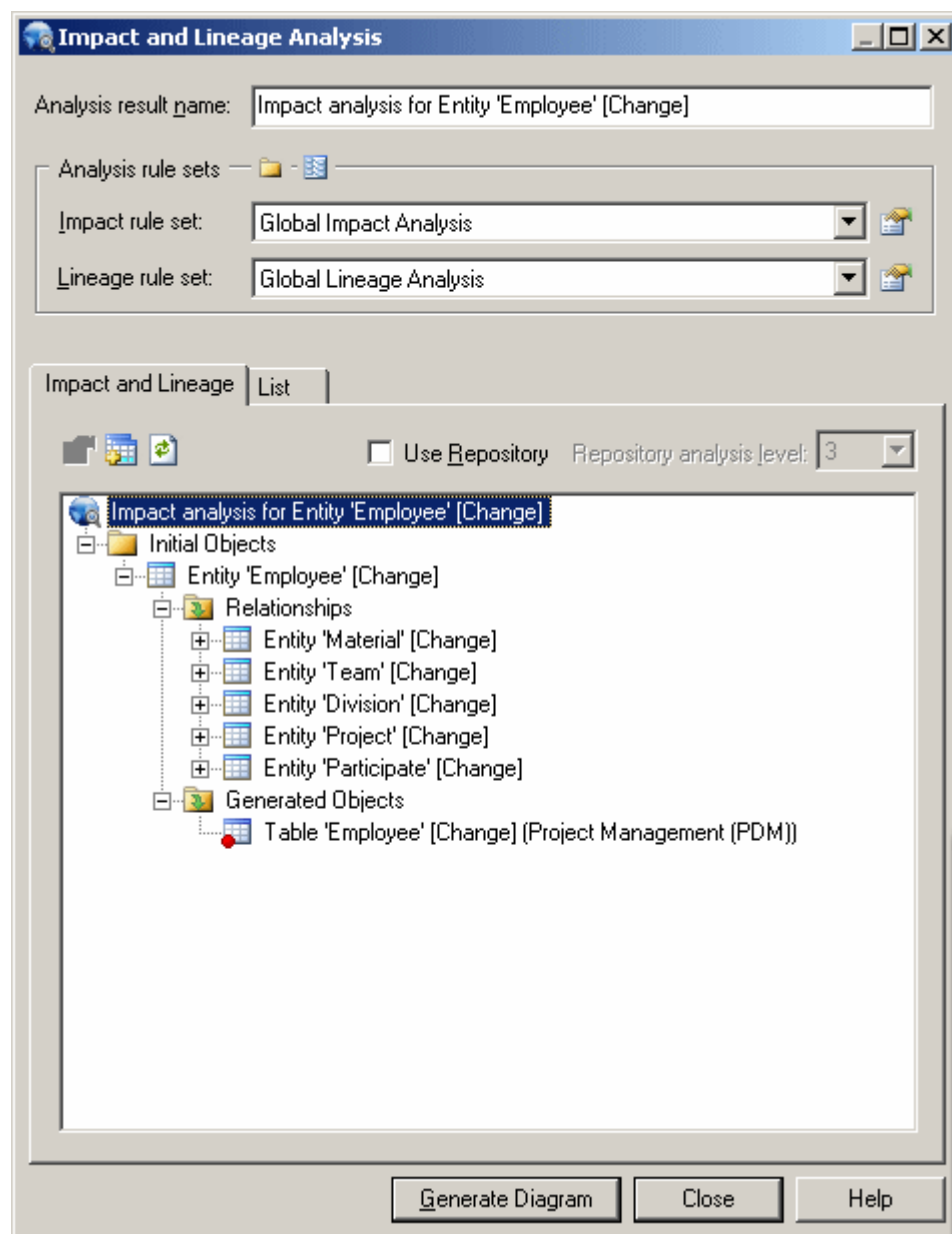 Impact and Lineage Analysis
Analysis result name: Impact analysis for Entity 'Employee' [Change]
Analysis rule sets
Impact rule set: Global Impact Analysis
Lineage rule set: Global Lineage Analysis
Impact and Lineage List
Use Repository Repository analysis level: 3
Impact analysis for Entity 'Employee' [Change]
Initial Objects
Entity 'Employee' [Change]
Relationships
Entity 'Material' [Change]
Entity 'Team' [Change]
Entity 'Division' [Change]
Entity 'Project' [Change]
Entity 'Participate' [Change]
Generated Objects
Table 'Employee' [Change] (Project Management (PDM))
Generate Diagram Close Help